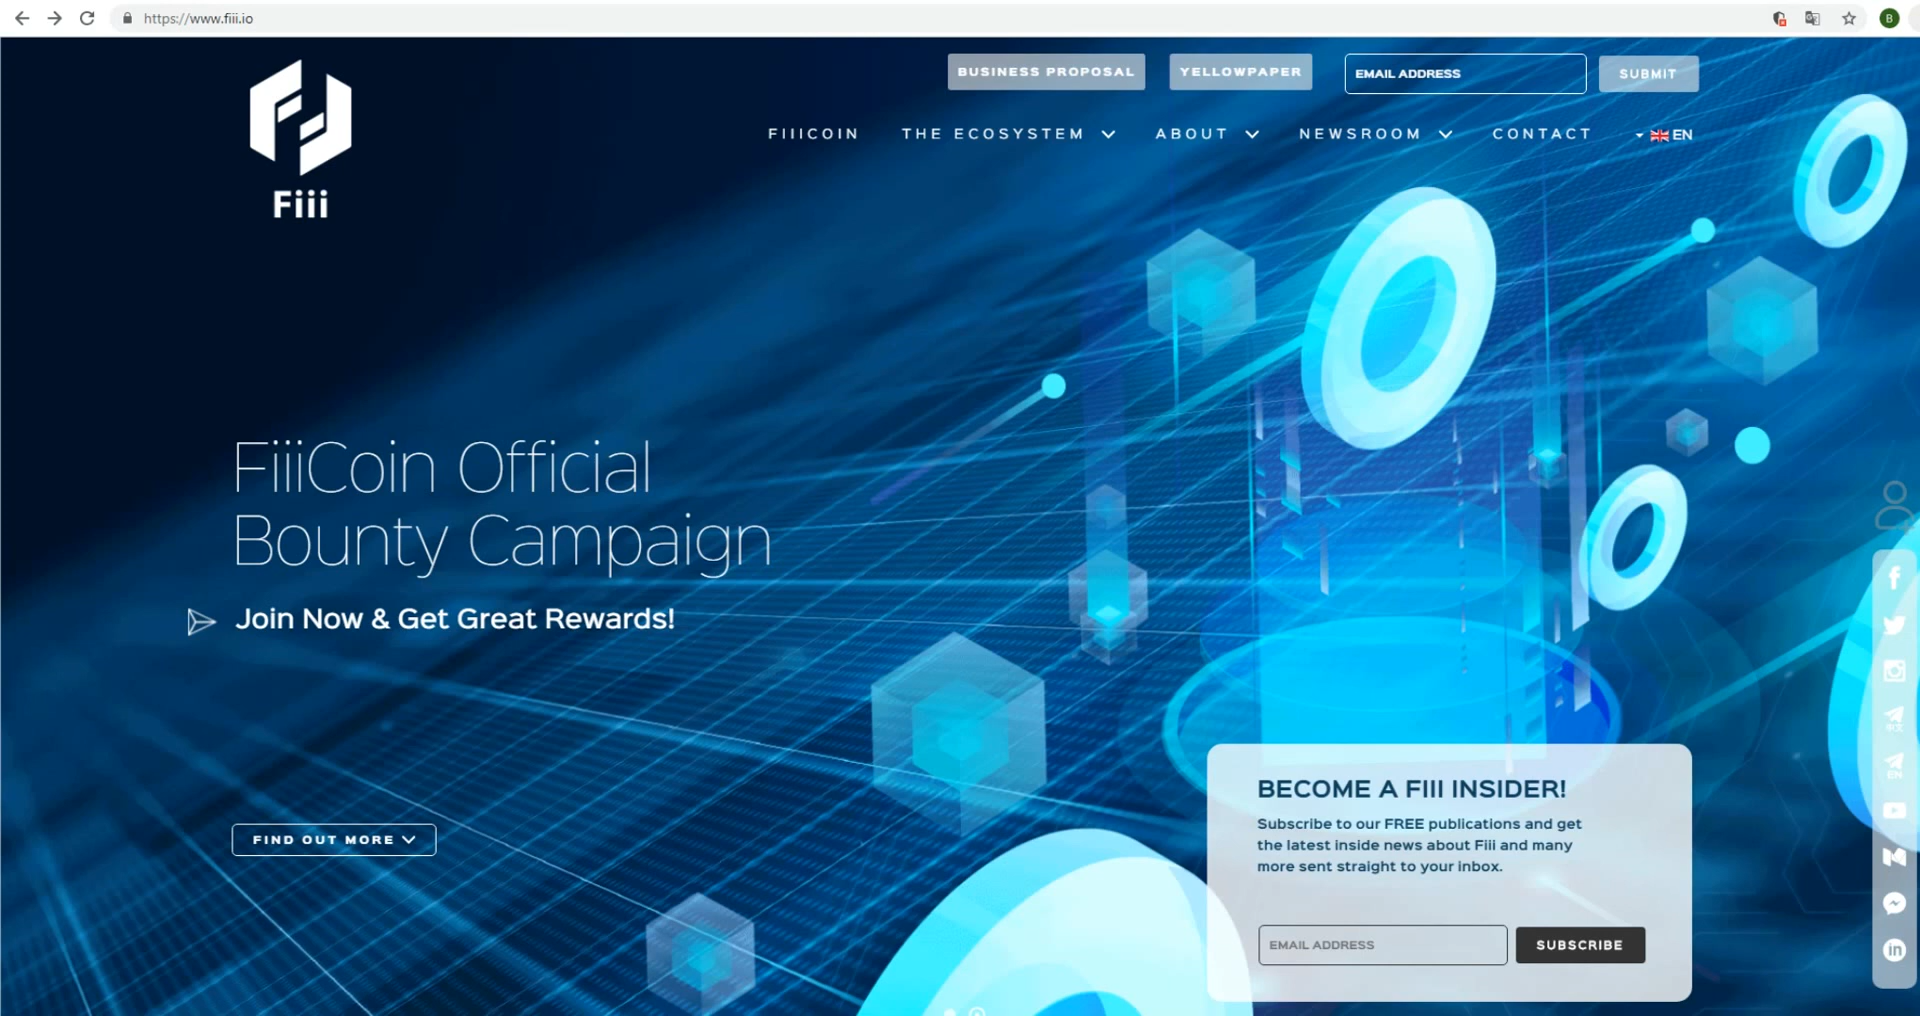 https://www.fiii.io
B
BUSINESS PROPOSAL
YELLOWPAPER
EMAIL ADDRESS
SUBMIT
Fiii
FIIICOIN
THE ECOSYSTEM
ABOUT
NEWSROOM
CONTACT
EN
FiiiCoin Official
Bounty Campaign
Join Now & Get Great Rewards!
FIND OUT MORE
BECOME A FIII INSIDER!
Subscribe to our FREE publications and get
the latest inside news about Fiii and many
more sent straight to your inbox.
EMAIL ADDRESS
SUBSCRIBE
中文
EN